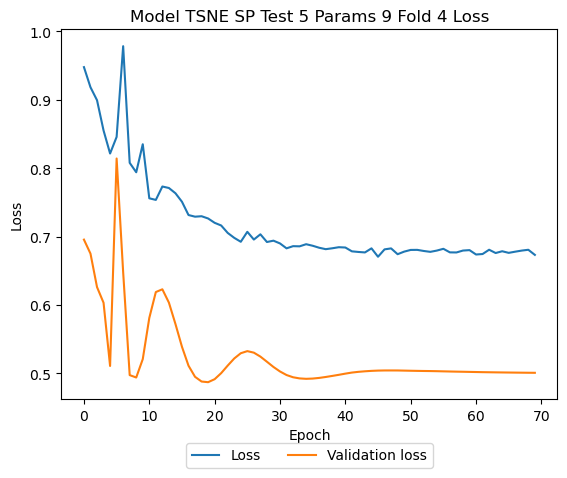 Model TSNE SP Test 5 Params 9 Fold 4 Loss
1.0
0.9
0.8
0.7
0.6
0.5
Loss
0 10 20 30 40 50 60 70
Epoch
Loss Validation loss